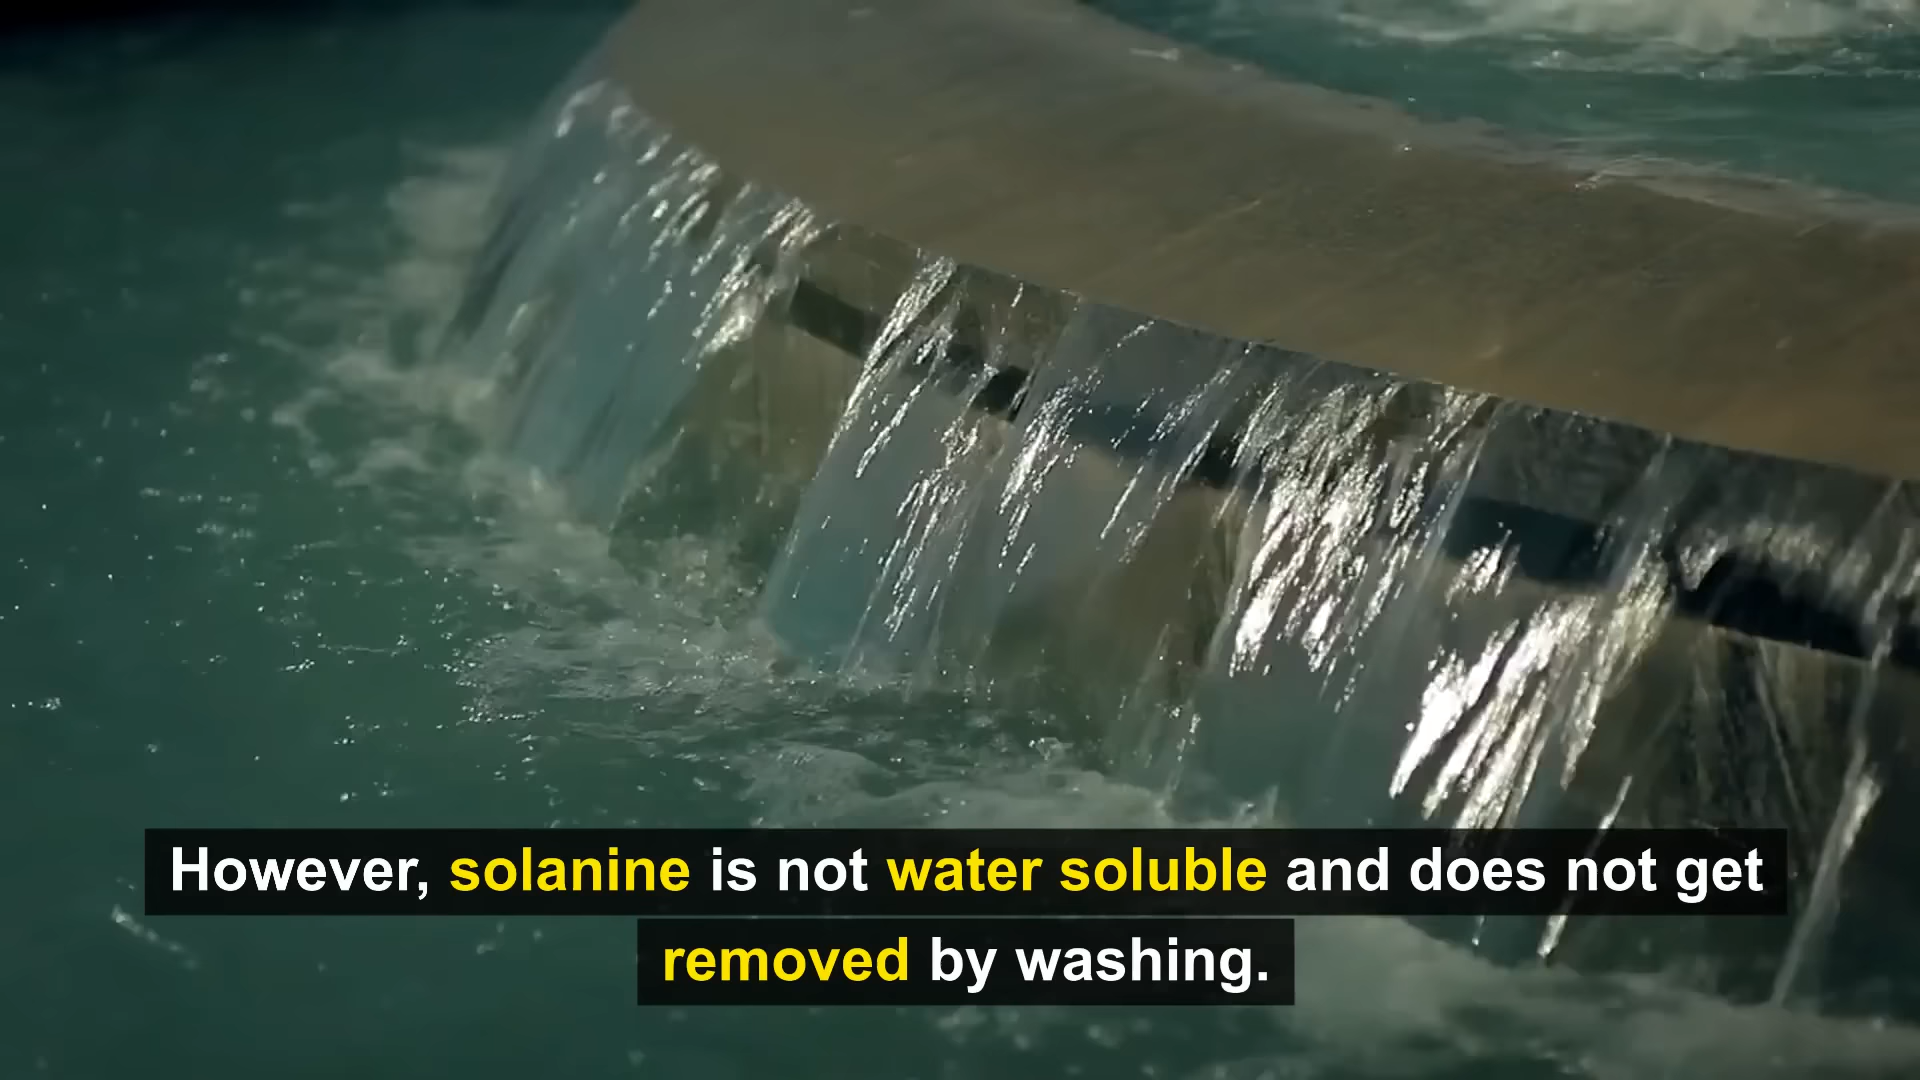 However, solanine is not water soluble and does not get
removed by washing.